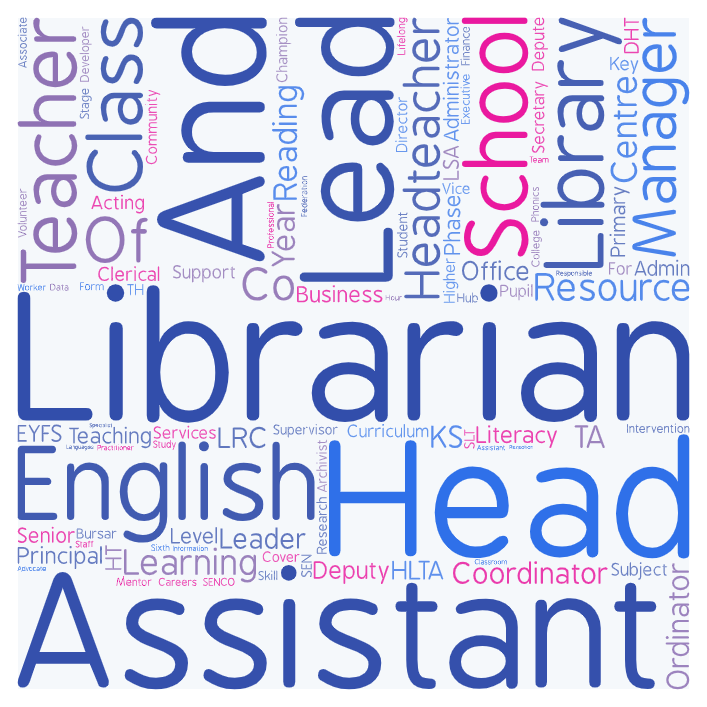 Associate
Teacher
Volunteer
Stage Developer
Class
Community
Acting
Of
And
Reading
Champion
Year
Professional
Federation
Co
Lead
Lifelong
Director
Student
Headteacher
Administrator
Executive Finance
LSA
Vice
Phase
Higher
School
Secretary Depute
Team
Phonics
College
Library
DHT
Key
Centre
Primary
Manager
Clerical
Support
Office
For
Admin
Responsible
Worker Data
Form
TH
Business
Hour
Hub
Pupil
Resource
Librarian
EYFS
Specialist
Teaching
Services
LRC
Supervisor
Curriculum
KS
SLT
Literacy
TA
Intervention
Languages
Practitioner
Study
Assistant
English
Research Archivist
Head
Senior
Bursar
Staff
Level
Leader
Principal
HT
Sixth
Information
Learning
Cover
SEN
Classroom
Advocate
Skill
Mentor
Careers
SENCO
Deputy
HLTA
Coordinator
Subject
Assistant
Ordinator